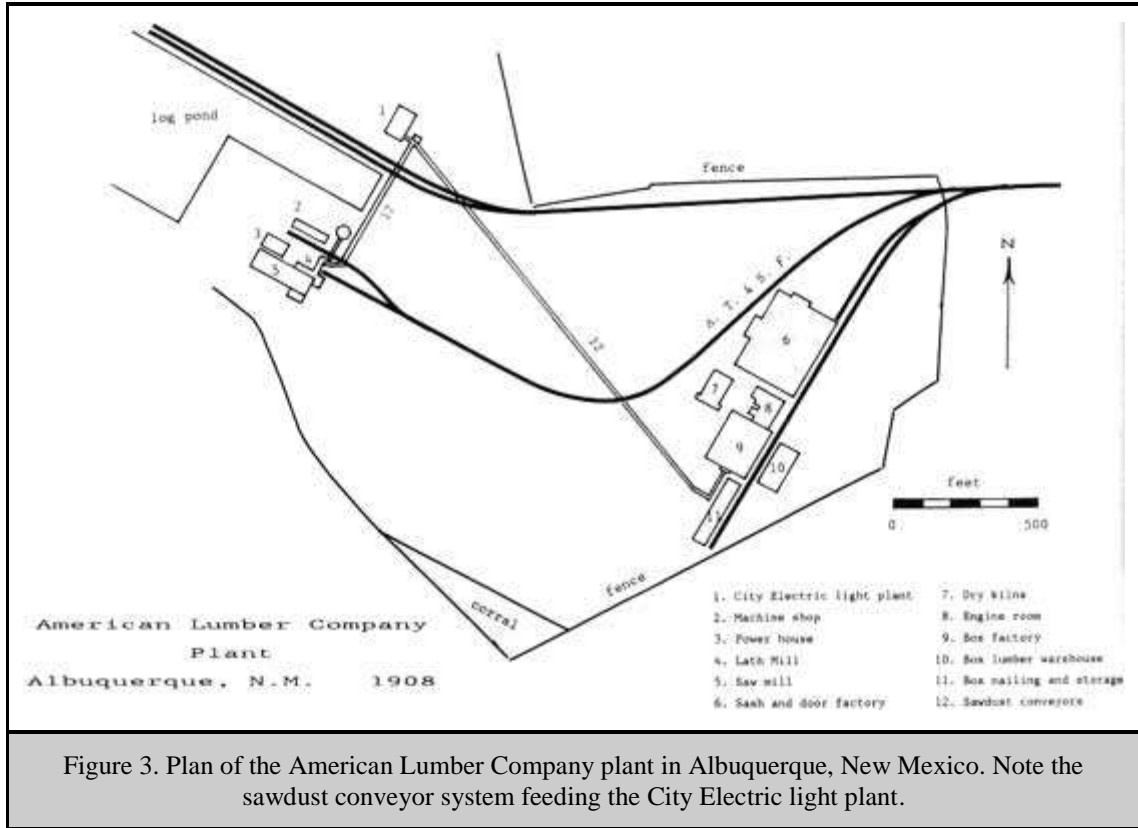 log pond
1
fence
12
2
3
4
5
N
A. T. & S. F.
12
6
7
8
9
10
11
feet
0
500
fence
corral
American Lumber Company
Plant
Albuquerque, N.M. 1908
1. City Electric light plant
2. Machine shop
3. Power house
4. Lath Mill
5. Saw mill
6. Sash and door factory
7. Dry kilns
8. Engine room
9. Box factory
10. Box lumber warehouse
11. Box nailing and storage
12. Sawdust conveyors
Figure 3. Plan of the American Lumber Company plant in Albuquerque, New Mexico. Note the
sawdust conveyor system feeding the City Electric light plant.